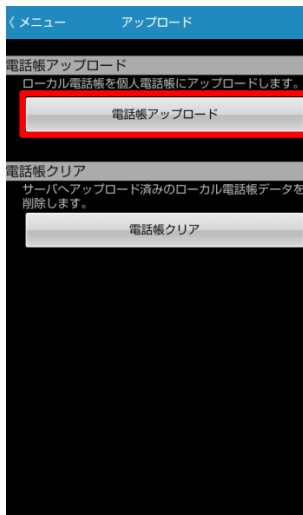 《 メニュー アップロード
電話帳アップロード
ローカル電話帳を個人電話帳にアップロードします。
電話帳アップロード
電話帳クリア
サーバへアップロード済みのローカル電話帳データを
削除します。
電話帳クリア